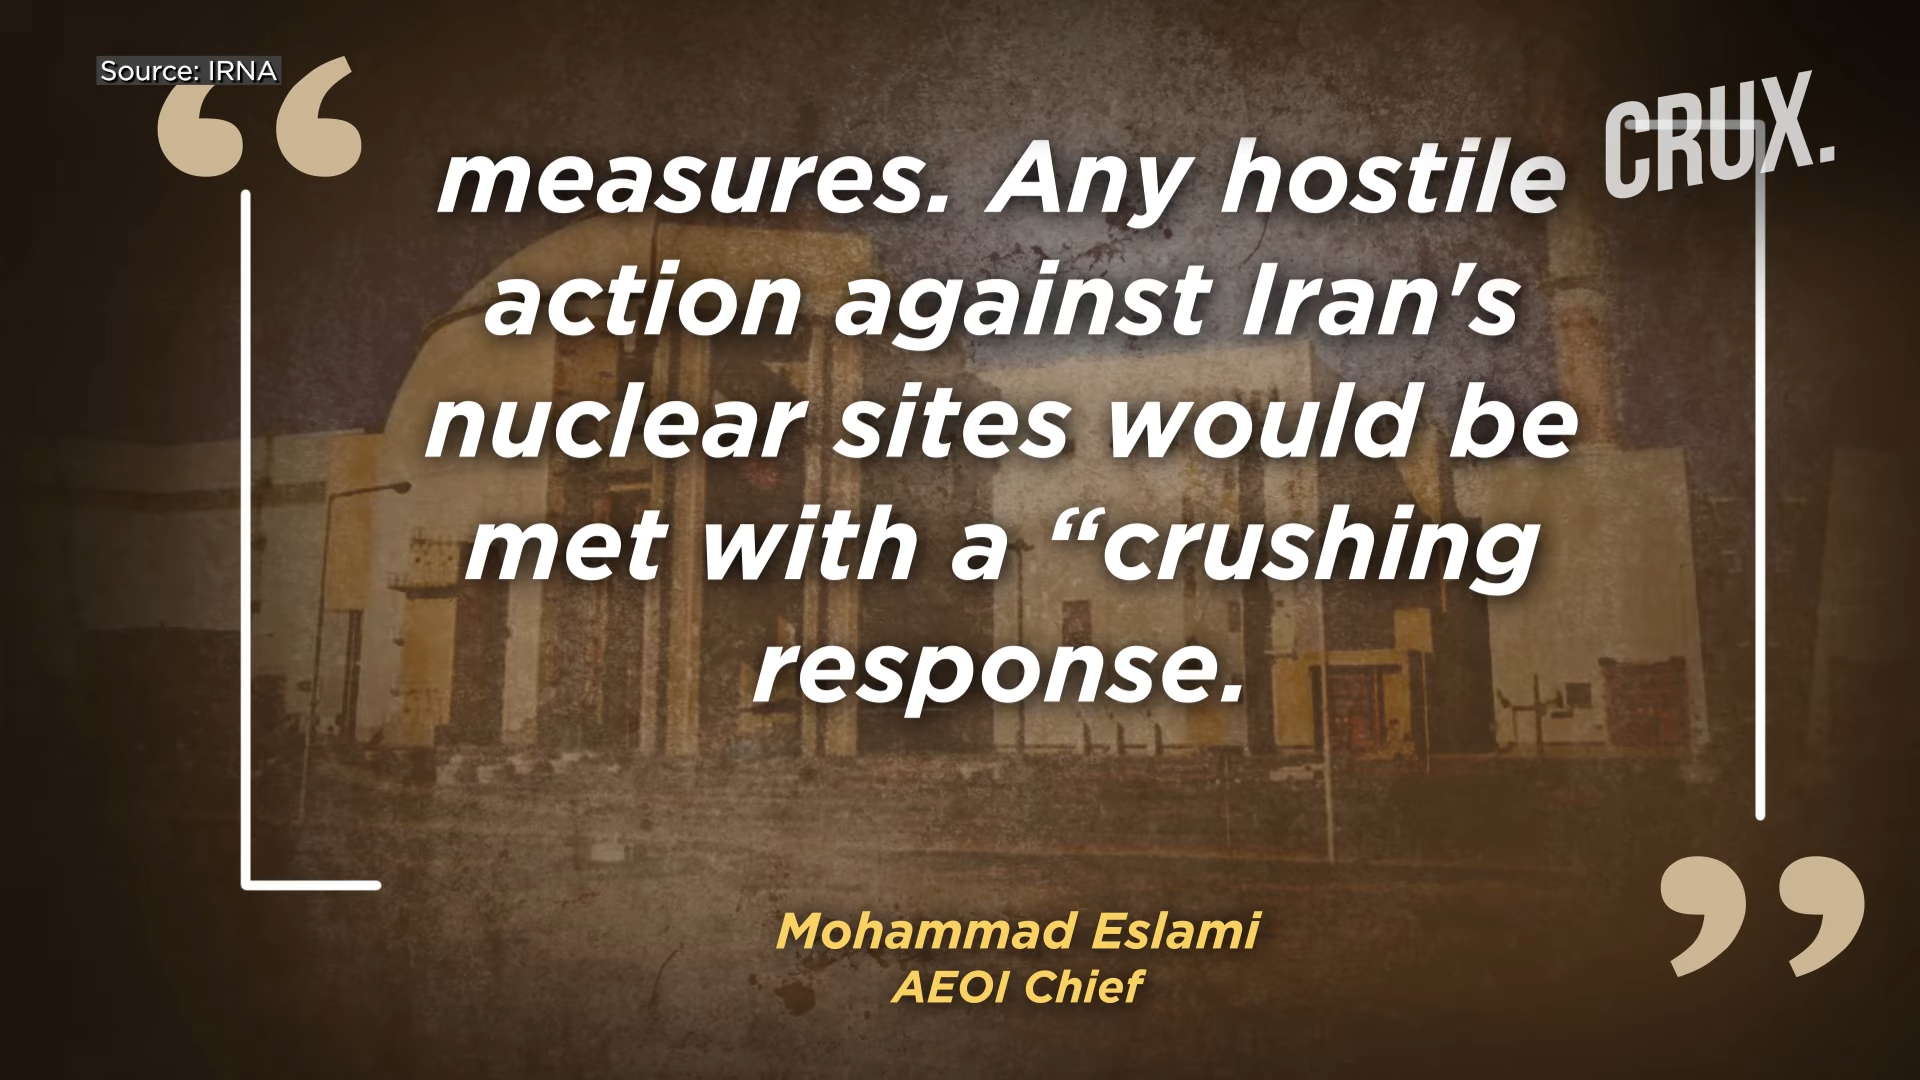 Source: IRNA
CRUX.
measures. Any hostile
action against Iran's
nuclear sites would be
met with a “crushing
response.
Mohammad Eslami
AEOI Chief